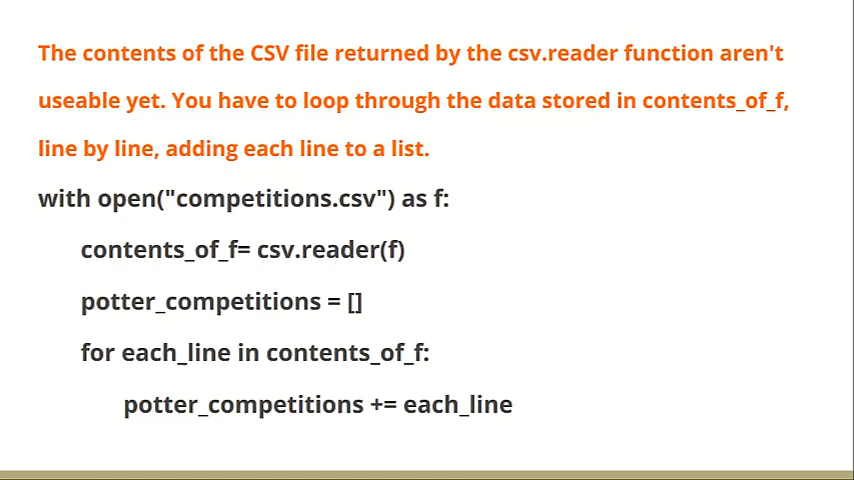 The contents of the CSV file returned by the csv.reader function aren't
useable yet. You have to loop through the data stored in contents_of_f,
line by line, adding each line to a list.
with open("competitions.csv") as f:
contents_of_f= csv.reader(f)
potter_competitions = []
for each_line in contents_of_f:
potter_competitions += each_line